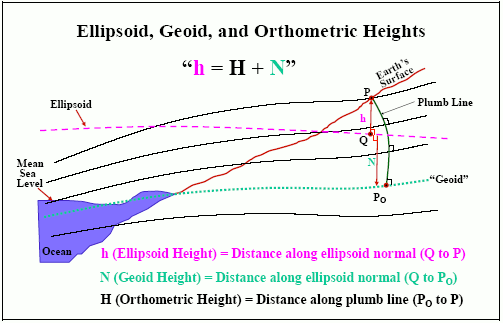 Ellipsoid, Geoid, and Orthometric Heights
“h = H + N”
Earth's
Surface
P
Plumb Line
Ellipsoid
h
Q
N
Mean
Sea
Level
“Geoid”
PO
Ocean
h (Ellipsoid Height) = Distance along ellipsoid normal (Q to P)
N (Geoid Height) = Distance along ellipsoid normal (Q to PO)
H (Orthometric Height) = Distance along plumb line (PO to P)